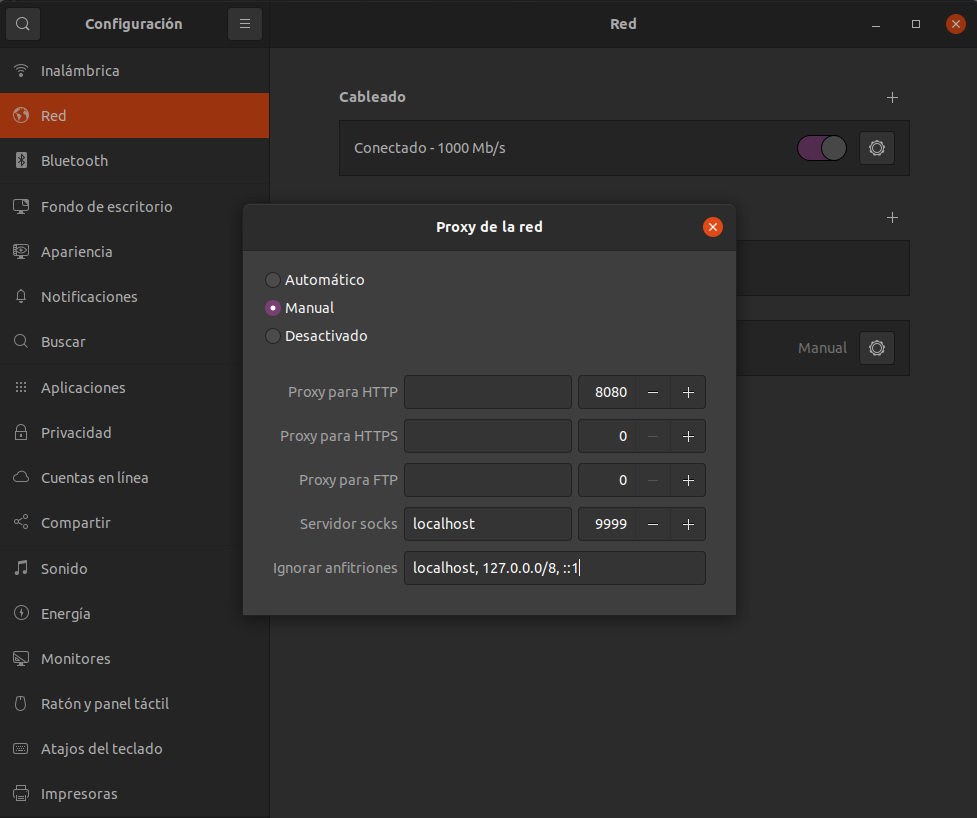 Configuración
Red
Inalámbrica
Red
Bluetooth
Fondo de escritorio
Apariencia
Notificaciones
Buscar
Aplicaciones
Privacidad
Cuentas en línea
Compartir
Sonido
Energía
Monitores
Ratón y panel táctil
Atajos del teclado
Impresoras
Cableado
Conectado - 1000 Mb/s
Manual
Proxy de la red
Automático
Manual
Desactivado
Proxy para HTTP 8080
Proxy para HTTPS 0
Proxy para FTP 0
Servidor socks localhost 9999
Ignorar anfitriones localhost, 127.0.0.0/8, ::1